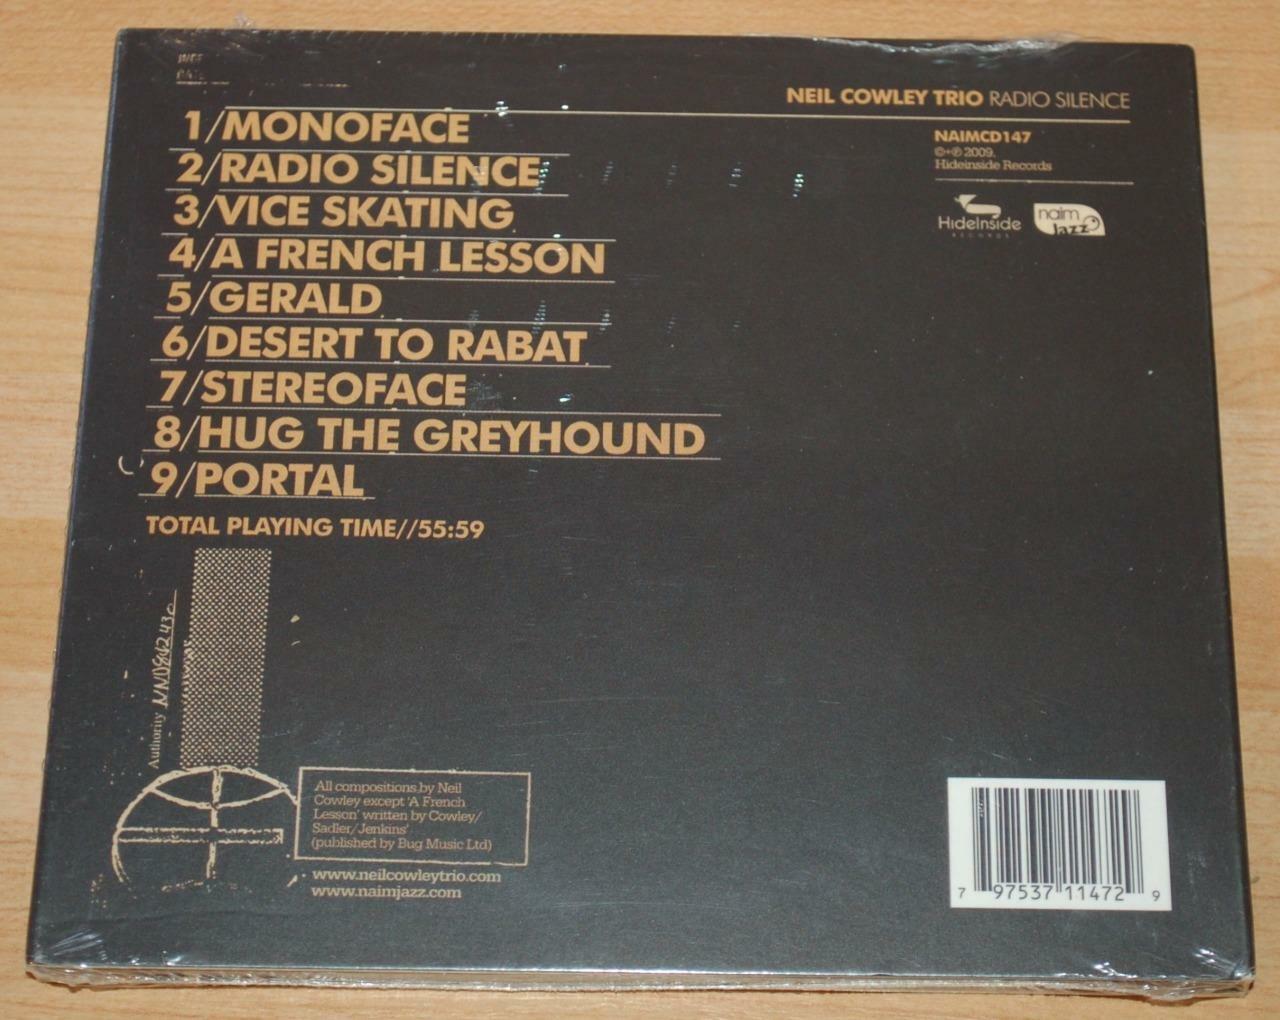 NEIL COWLEY TRIO RADIO SILENCE
NAIMCD147
©+℗ 2009.
Hideinside Records
HideInside
RECORDS
naim
Jazz
1/MONOFACE
2/RADIO SILENCE
3/VICE SKATING
4/A FRENCH LESSON
5/GERALD
6/DESERT TO RABAT
7/STEREOFACE
8/HUG THE GREYHOUND
9/PORTAL
TOTAL PLAYING TIME//55:59
Authority
All compositions by Neil
Cowley except 'A French
Lesson' written by Cowley/
Sadler/Jenkins'
(published by Bug Music Ltd)
www.neilcowleytrio.com
www.naimjazz.com
7 97537 11472 9